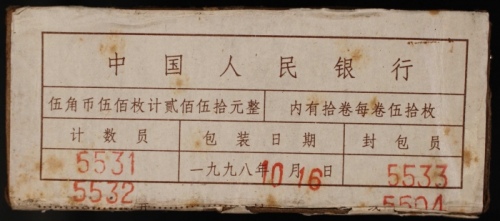 中国人民银行
伍角币伍佰枚计贰佰伍拾元整 内有拾卷每卷伍拾枚
计数员 包装日期 封包员
5531 一九九八年10月16日 5533
5532 5504